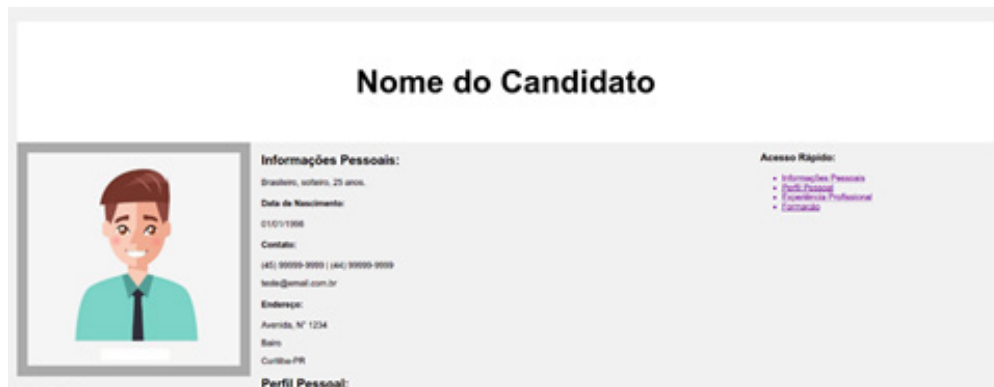 Nome do Candidato
Informações Pessoais:
Brasileiro, solteiro, 25 anos.
Data de Nascimento:
01/01/1996
Contato:
(45) 99999-9999 | (44) 99999-9999
teste@email.com.br
Endereço:
Avenida, N° 1234
Bairo
Curitiba-PR
Perfil Pessoal:
Acesso Rápido:
Informações Pessoais
Perfil Pessoal
Experiência Profissional
Formação